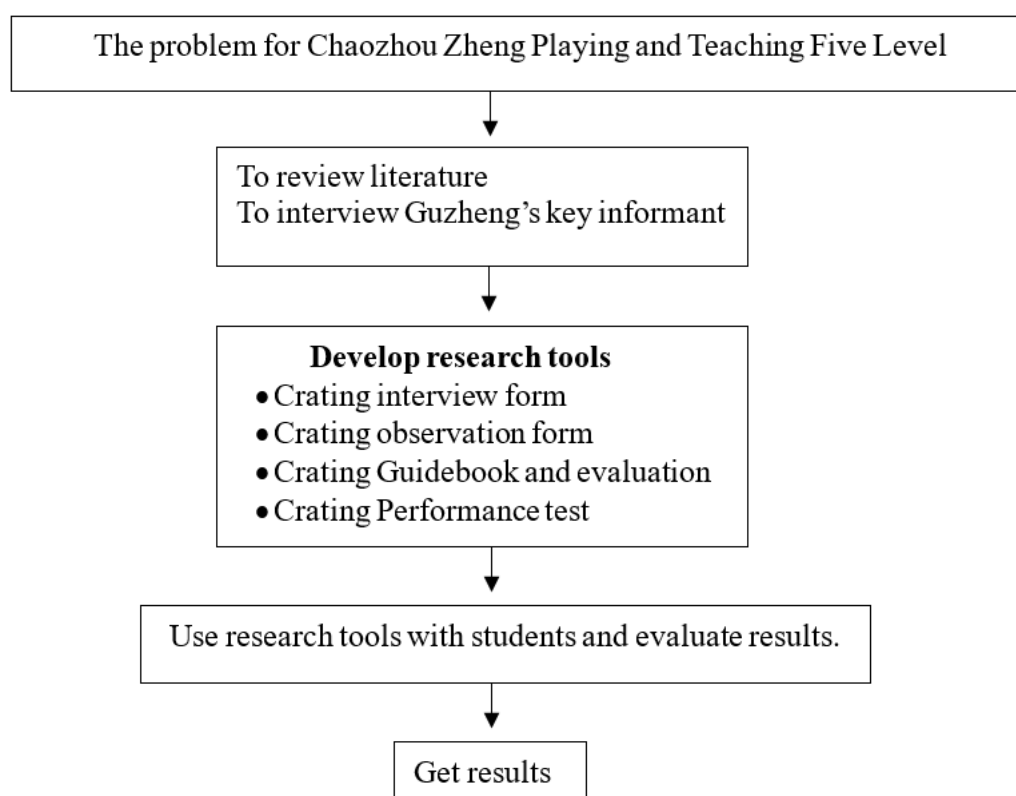 The problem for Chaozhou Zheng Playing and Teaching Five Level
To review literature
To interview Guzheng’s key informant
Develop research tools
• Crating interview form
• Crating observation form
• Crating Guidebook and evaluation
• Crating Performance test
Use research tools with students and evaluate results.
Get results